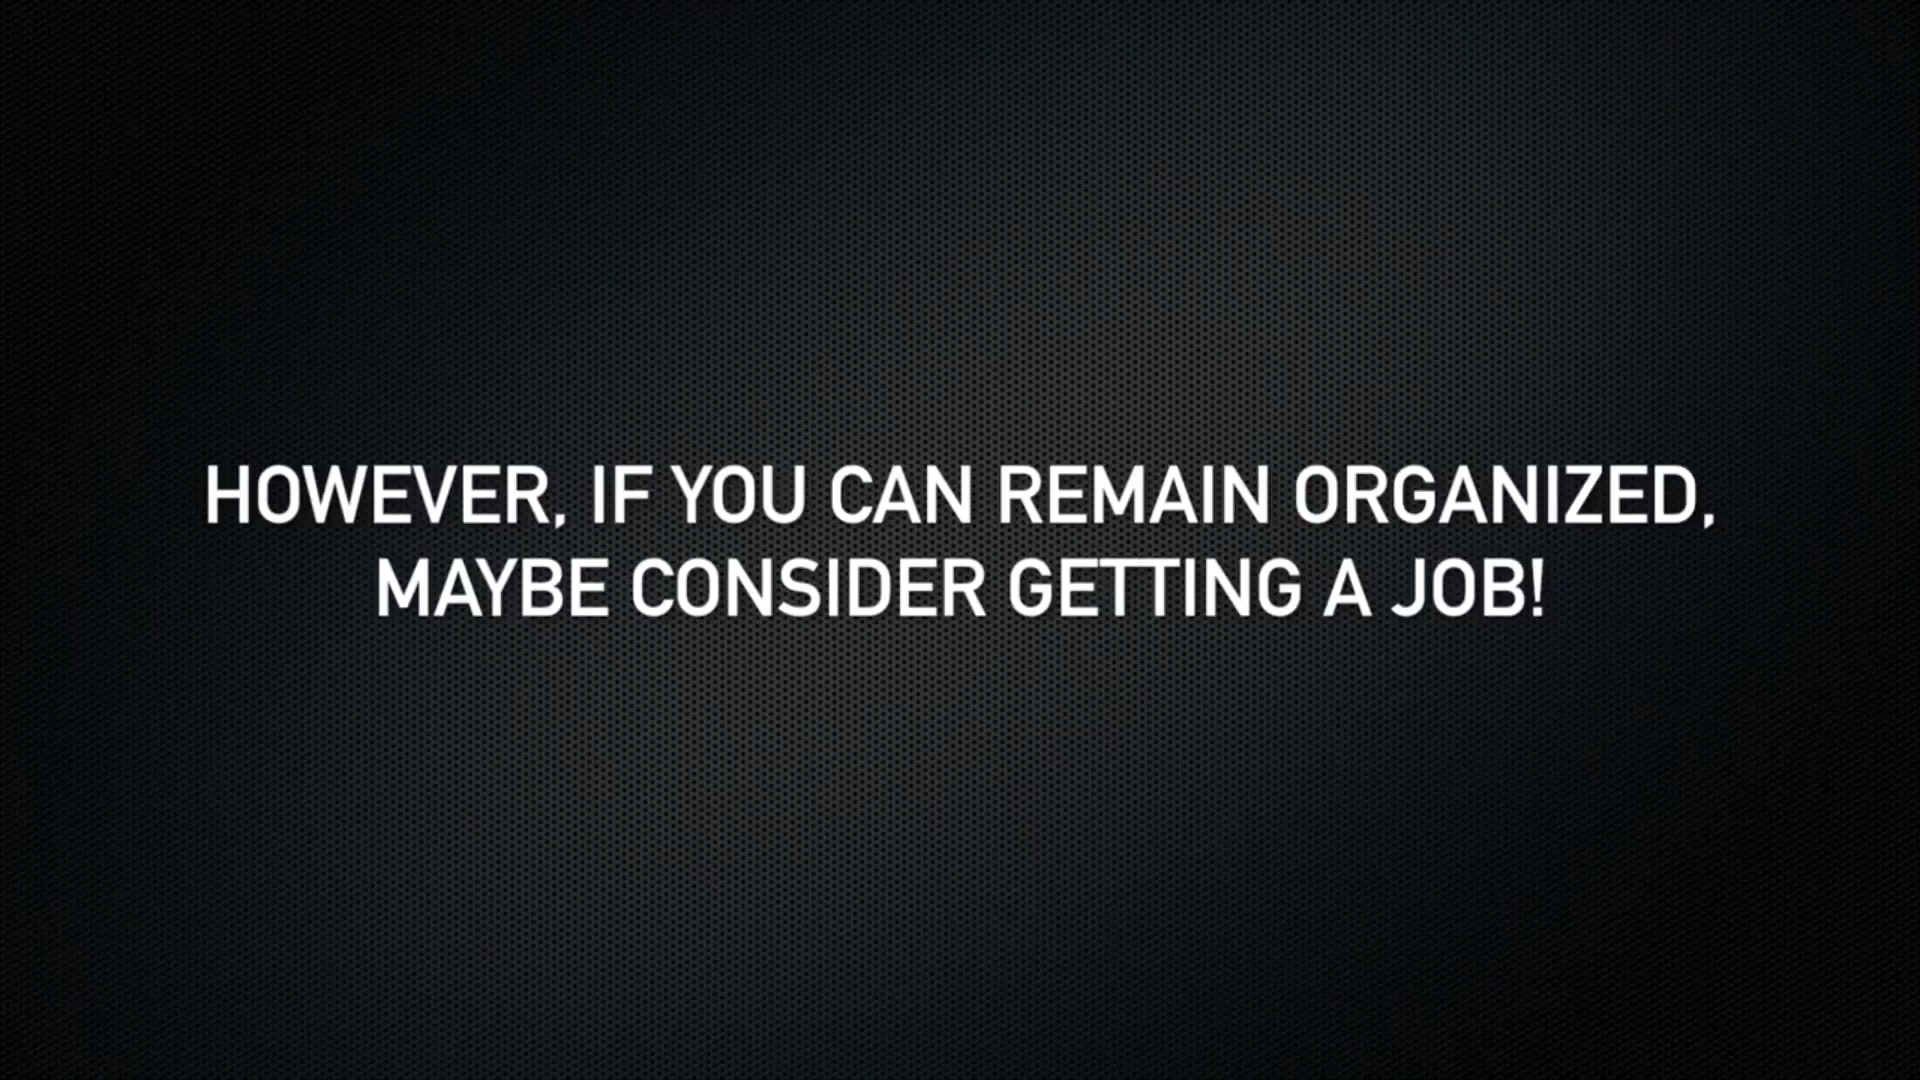 HOWEVER, IF YOU CAN REMAIN ORGANIZED,
MAYBE CONSIDER GETTING A JOB!